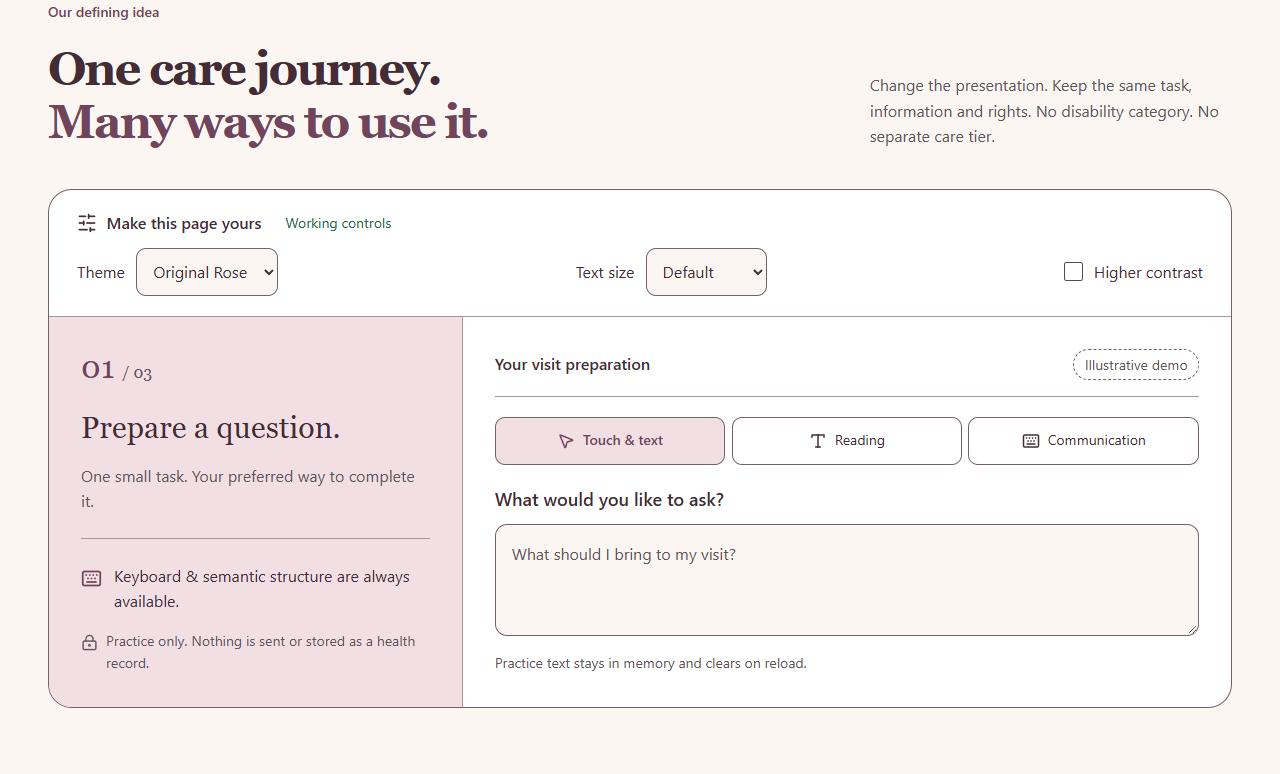 Our defining idea
One care journey.
Many ways to use it.
Change the presentation. Keep the same task,
information and rights. No disability category. No
separate care tier.
Make this page yours
Working controls
Theme
Original Rose
Text size
Default
Higher contrast
01 / 03
Prepare a question.
One small task. Your preferred way to complete
it.
Keyboard & semantic structure are always
available.
Practice only. Nothing is sent or stored as a health
record.
Your visit preparation
Illustrative demo
Touch & text
Reading
Communication
What would you like to ask?
What should I bring to my visit?
Practice text stays in memory and clears on reload.